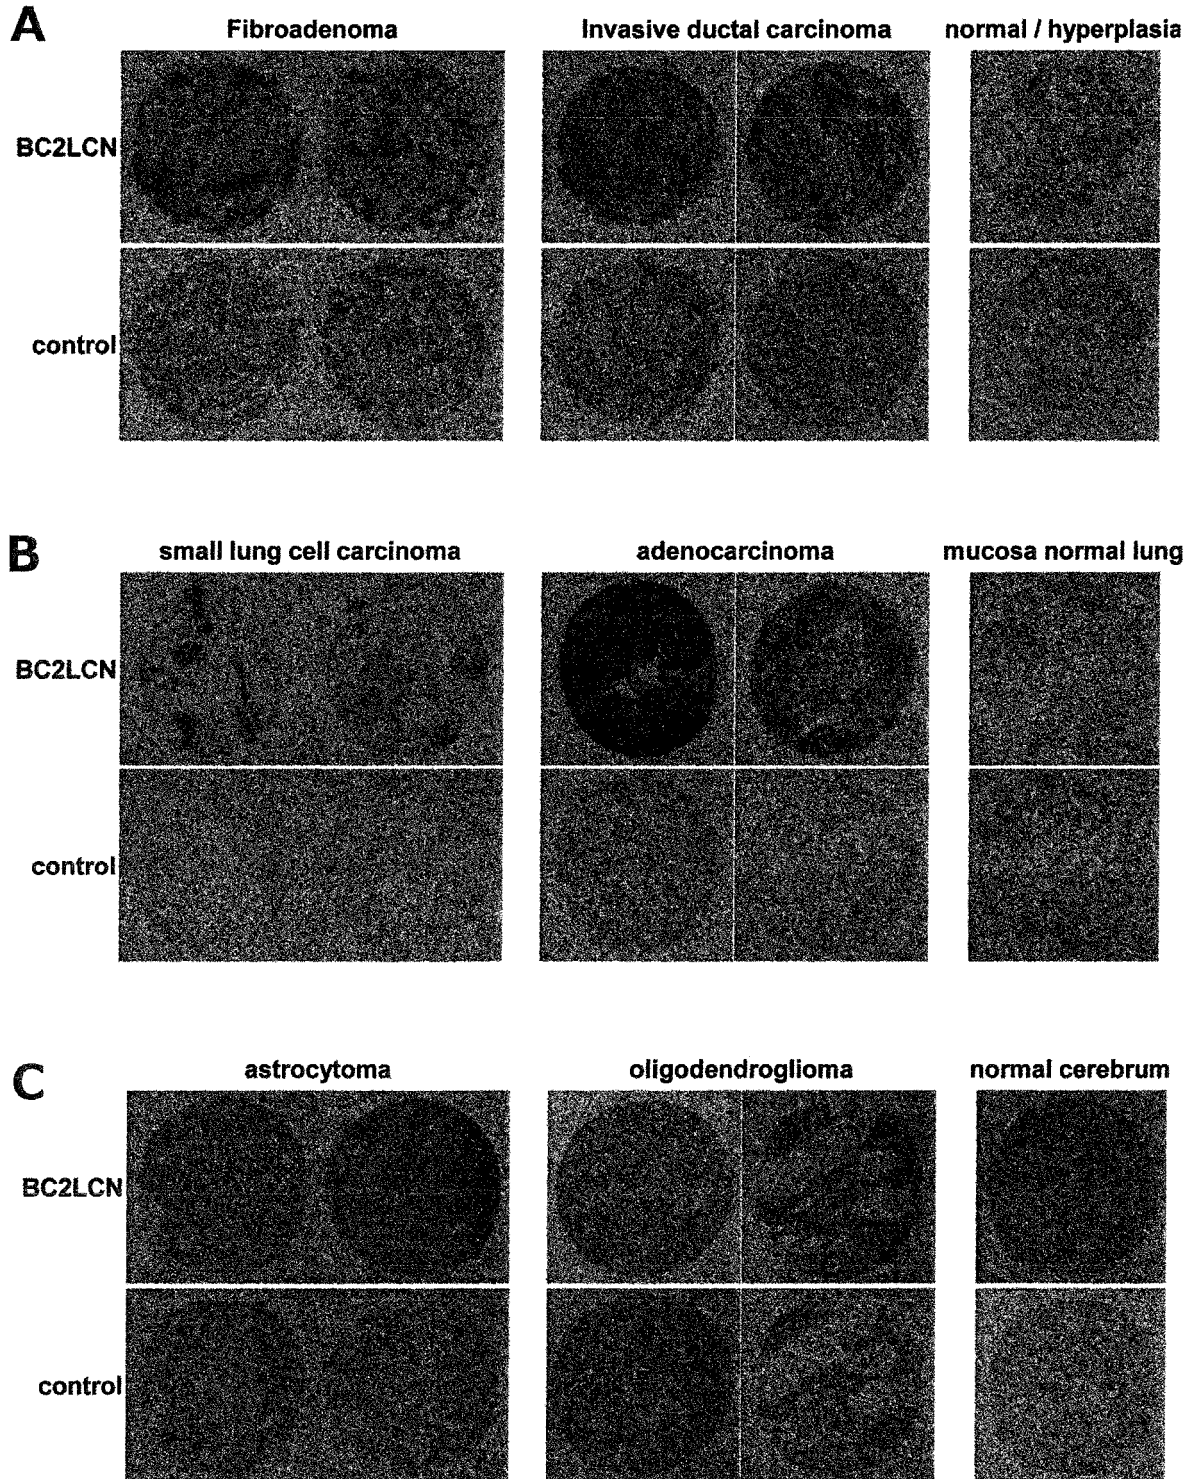 A
Fibroadenoma Invasive ductal carcinoma normal / hyperplasia
BC2LCN
control
B
small lung cell carcinoma adenocarcinoma mucosa normal lung
BC2LCN
control
C
astrocytoma oligodendroglioma normal cerebrum
BC2LCN
control